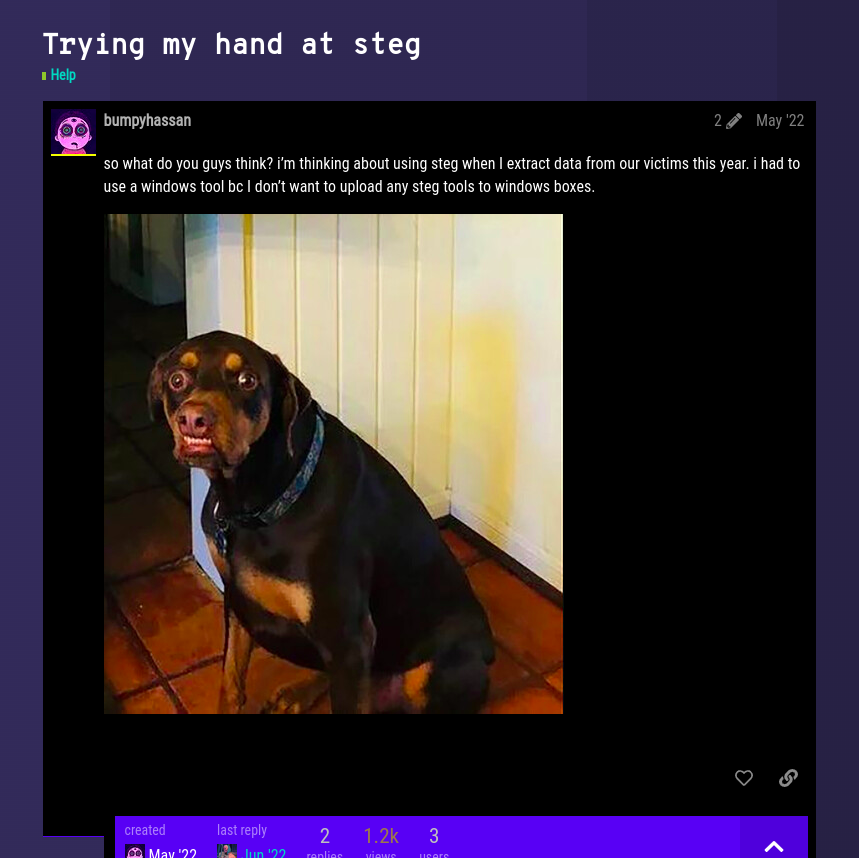 Trying my hand at steg
Help
bumpyhassan 2 May '22
so what do you guys think? i’m thinking about using steg when I extract data from our victims this year. i had to
use a windows tool bc I don’t want to upload any steg tools to windows boxes.
created last reply 2 1.2k 3
May '22 Jun '22 replies views users